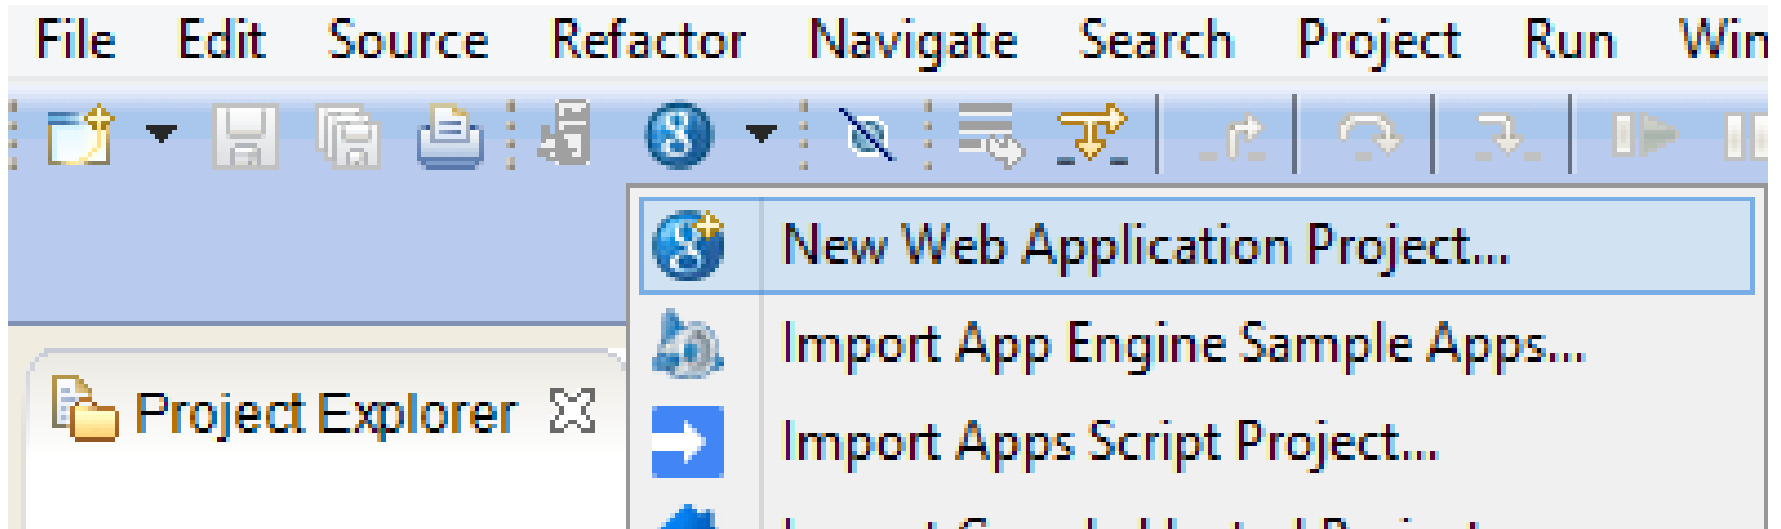 File Edit Source Refactor Navigate Search Project Run Win
New Web Application Project...
Import App Engine Sample Apps...
Project Explorer
Import Apps Script Project...